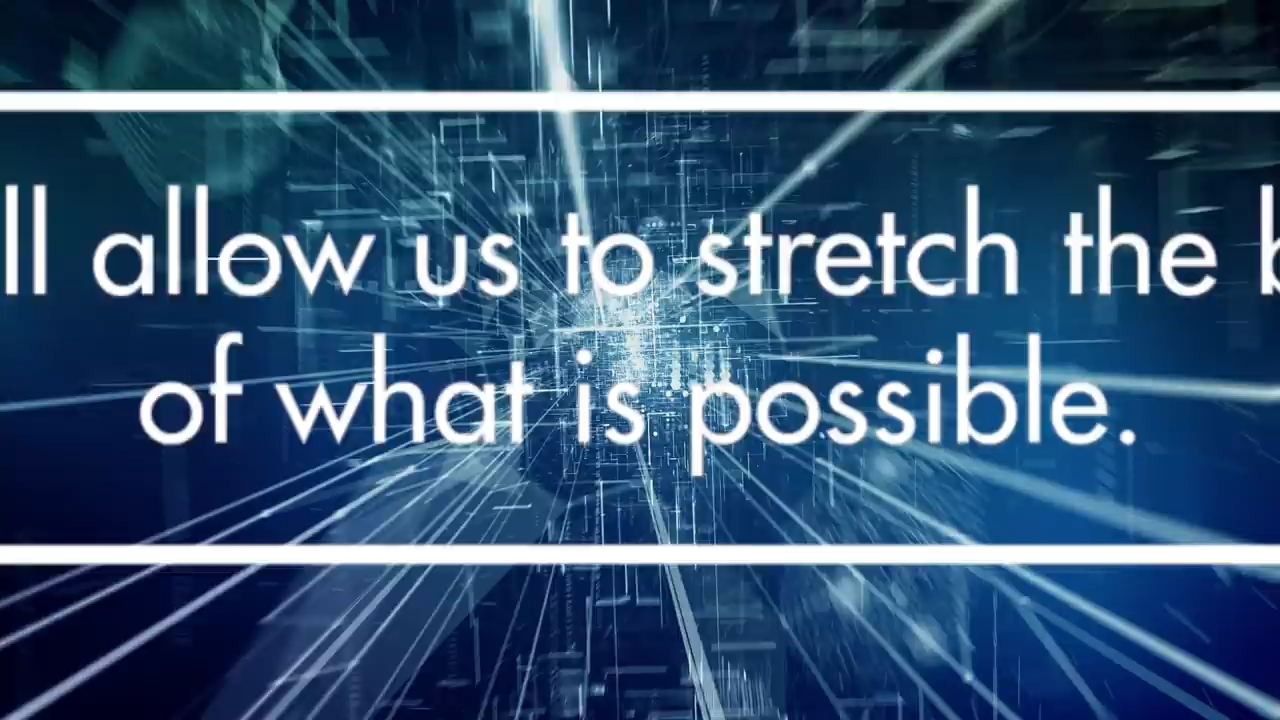 ll allow us to stretch the b
of what is possible.